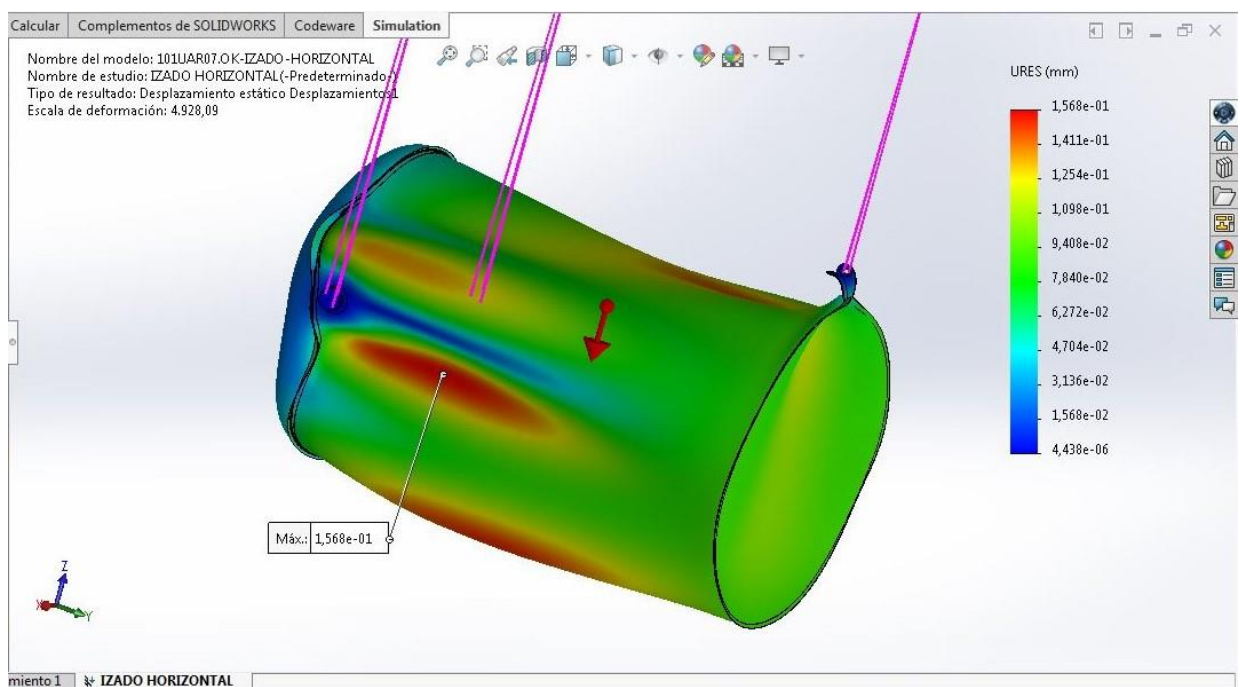 Calcular
Complementos de SOLIDWORKS
Codeware
Simulation
Nombre del modelo: 101UAR07.OK-IZADO-HORIZONTAL
Nombre de estudio: IZADO HORIZONTAL(-Predeterminado-)
Tipo de resultado: Desplazamiento estático Desplazamientos1
Escala de deformación: 4.928,09
URES (mm)
1,568e-01
1,411e-01
1,254e-01
1,098e-01
9,408e-02
7,840e-02
6,272e-02
4,704e-02
3,136e-02
1,568e-02
4,438e-06
Máx.: 1,568e-01
Z
X
Y
miento 1
IZADO HORIZONTAL